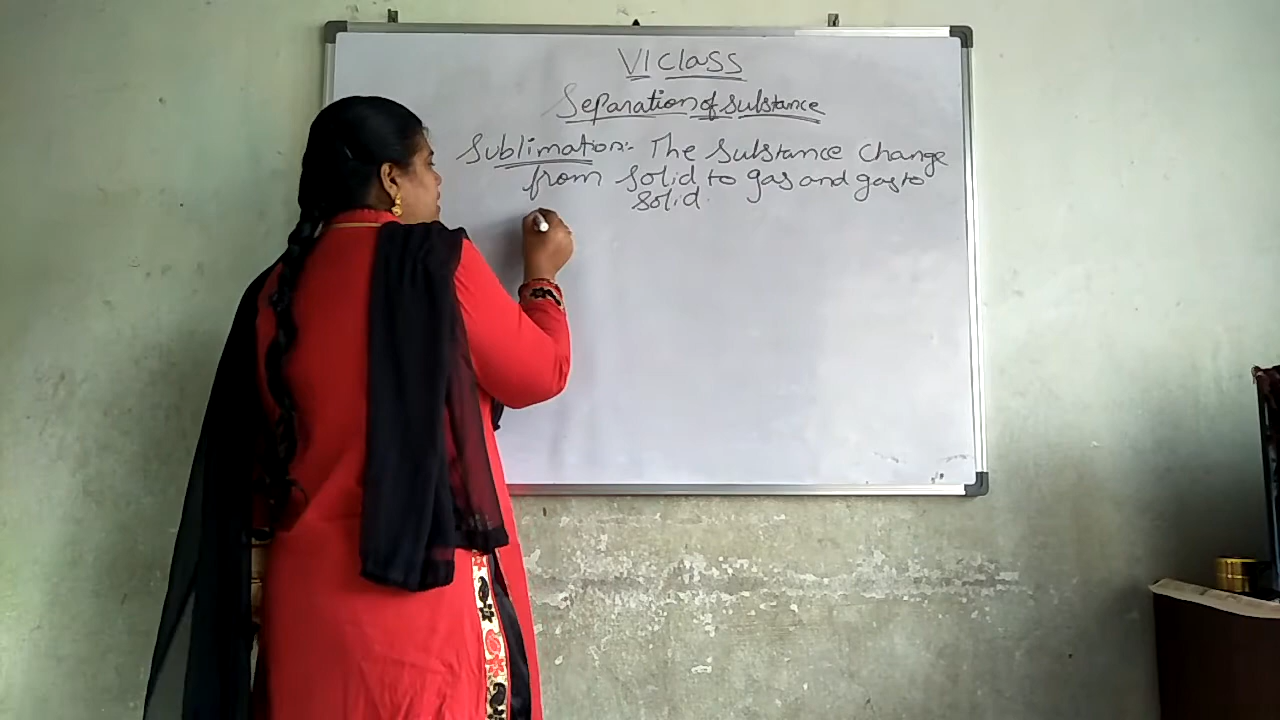 VI Class
Separation of Substance
Sublimation:- The Substance Change
from Solid to gas and gas to
Solid.